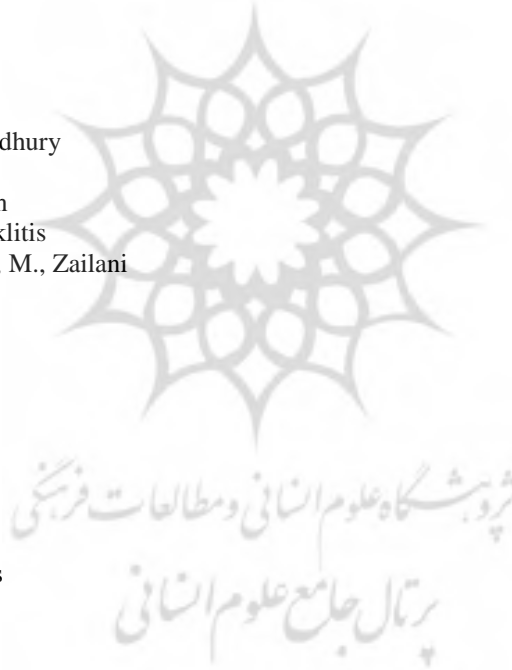 dhury
n
klitis
, M., Zailani
پژوهشگاه علوم انسانی و مطالعات فرهنگی
s
پرتال جامع علوم انسانی